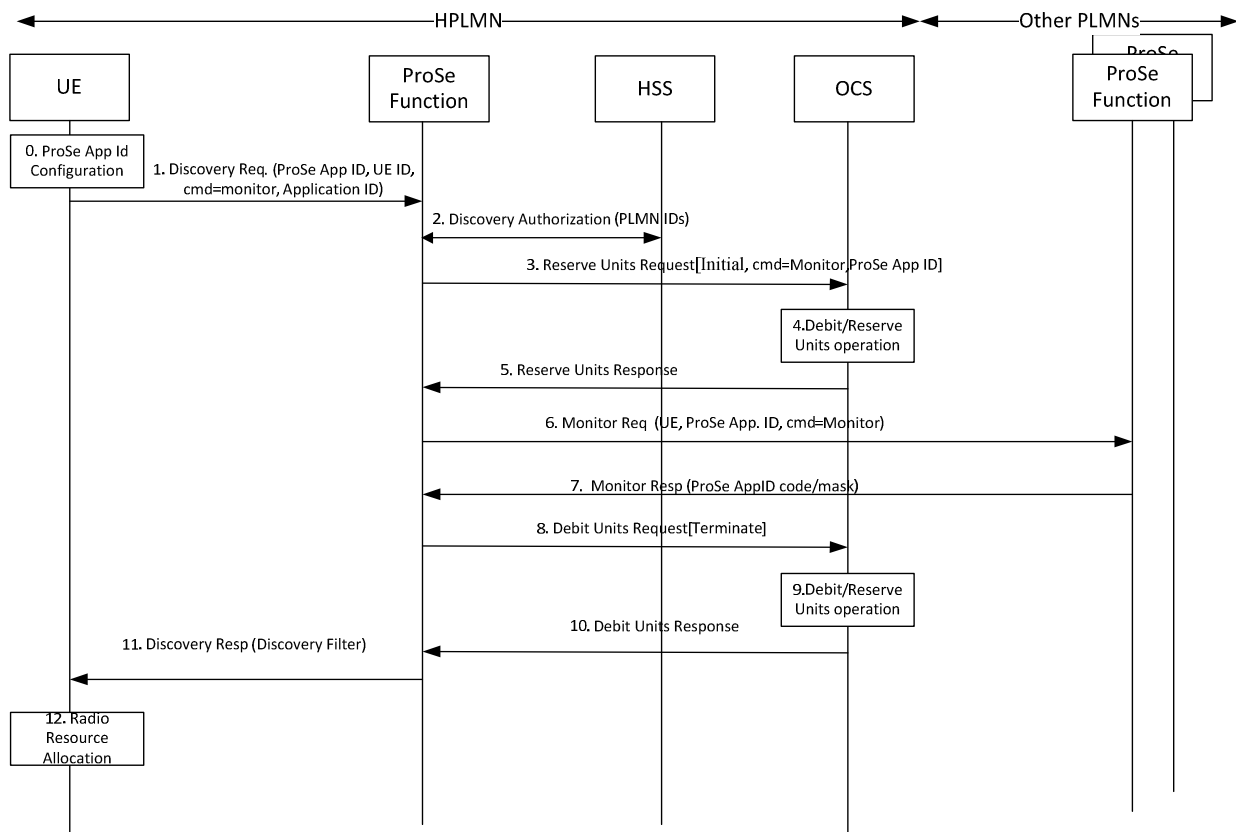 HPLMN
Other PLMNs
UE
ProSe
Function
HSS
OCS
ProSe
ProSe
Function
0. ProSe App Id
Configuration
1. Discovery Req. (ProSe App ID, UE ID,
cmd=monitor, Application ID)
2. Discovery Authorization (PLMN IDs)
3. Reserve Units Request[Initial, cmd=Monitor,ProSe App ID]
4.Debit/Reserve
Units operation
5. Reserve Units Response
6. Monitor Req (UE, ProSe App. ID, cmd=Monitor)
7. Monitor Resp (ProSe AppID code/mask)
8. Debit Units Request[Terminate]
9.Debit/Reserve
Units operation
10. Debit Units Response
11. Discovery Resp (Discovery Filter)
12. Radio
Resource
Allocation